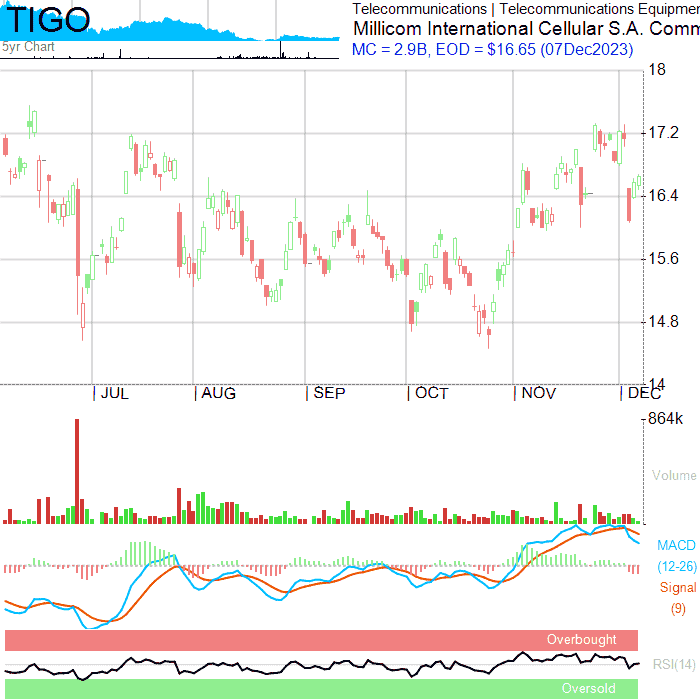 TIGO
5yr Chart
Telecommunications | Telecommunications Equipmen
Millicom International Cellular S.A. Comm
MC = 2.9B, EOD = $16.65 (07Dec2023)
18
17.2
16.4
15.6
14.8
14
JUL AUG SEP OCT NOV DEC
864k
Volume
MACD
(12-26)
Signal
(9)
Overbought
RSI(14)
Oversold